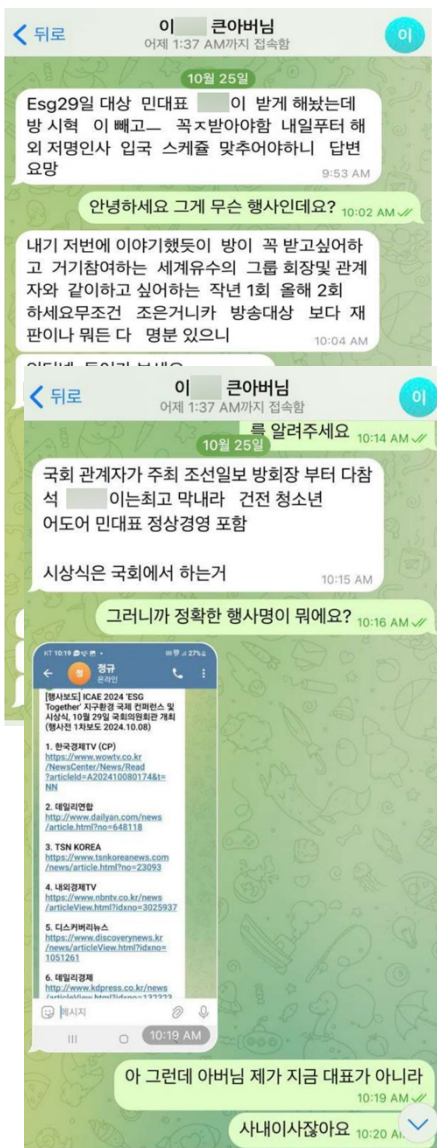 뒤로
이 큰아버님
어제 1:37 AM까지 접속함
이
10월 25일
Esg29일 대상 민대표 이 받게 해놨는데
방 시혁 이 빼고ㅡ 꼭ㅈ받아야함 내일푸터 해
외 저명인사 입국 스케쥴 맞추어야하니 답변
요망
9:53 AM
안녕하세요 그게 무슨 행사인데요? 10:02 AM
내기 저번에 이야기했듯이 방이 꼭 받고싶어하
고 거기참여하는 세계유수의 그룹 회장및 관계
자와 같이하고 싶어하는 작년 1회 올해 2회
하세요무조건 조은거니카 방송대상 보다 재
판이나 뭐든 다 명분 있으니
10:04 AM
뒤로
이 큰아버님
어제 1:37 AM까지 접속함
이
를 알려주세요 10:14 AM
10월 25일
국회 관계자가 주최 조선일보 방회장 부터 다참
석 이는최고 막내라 건전 청소년
어도어 민대표 정상경영 포함
시상식은 국회에서 하는거
10:15 AM
그러니까 정확한 행사명이 뭐에요? 10:16 AM
KT 10:19
27%
정규
온라인
[행사보도] ICAE 2024 'ESG
Together' 지구환경 국제 컨퍼런스 및
시상식, 10월 29일 국회의원회관 개최
(행사전 1차보도 2024.10.08)
1. 한국경제TV (CP)
https://www.wowtv.co.kr
/NewsCenter/News/Read
?articleId=A202410080174&t=
NN
2. 데일리연합
http://www.dailyan.com/news
/article.html?no=648118
3. TSN KOREA
https://www.tsnkoreanews.com
/news/article.html?no=23093
4. 내외경제TV
https://www.nbntv.co.kr/news
/articleView.html?idxno=3025937
5. 디스커버리뉴스
https://www.discoverynews.kr
/news/articleView.html?idxno=
1051261
6. 데일리경제
http://www.kdpress.co.kr/news
메시지
10:19 AM
아 그런데 아버님 제가 지금 대표가 아니라
10:19 AM
사내이사잖아요 10:20